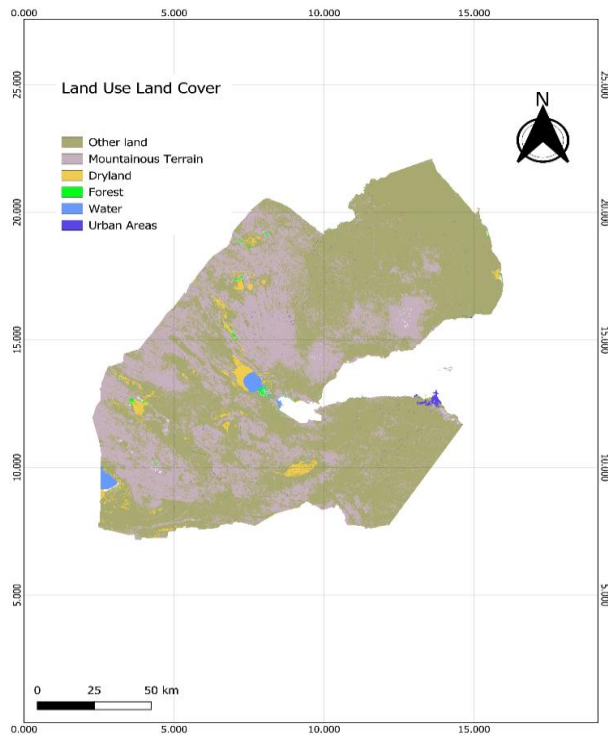 0.000 5.000 10.000 15.000
25.000 25.000
Land Use Land Cover
N
Other land
Mountainous Terrain
Dryland
Forest
Water
Urban Areas
20.000 20.000
15.000 15.000
10.000 10.000
5.000 5.000
0 25 50 km
0.000 5.000 10.000 15.000